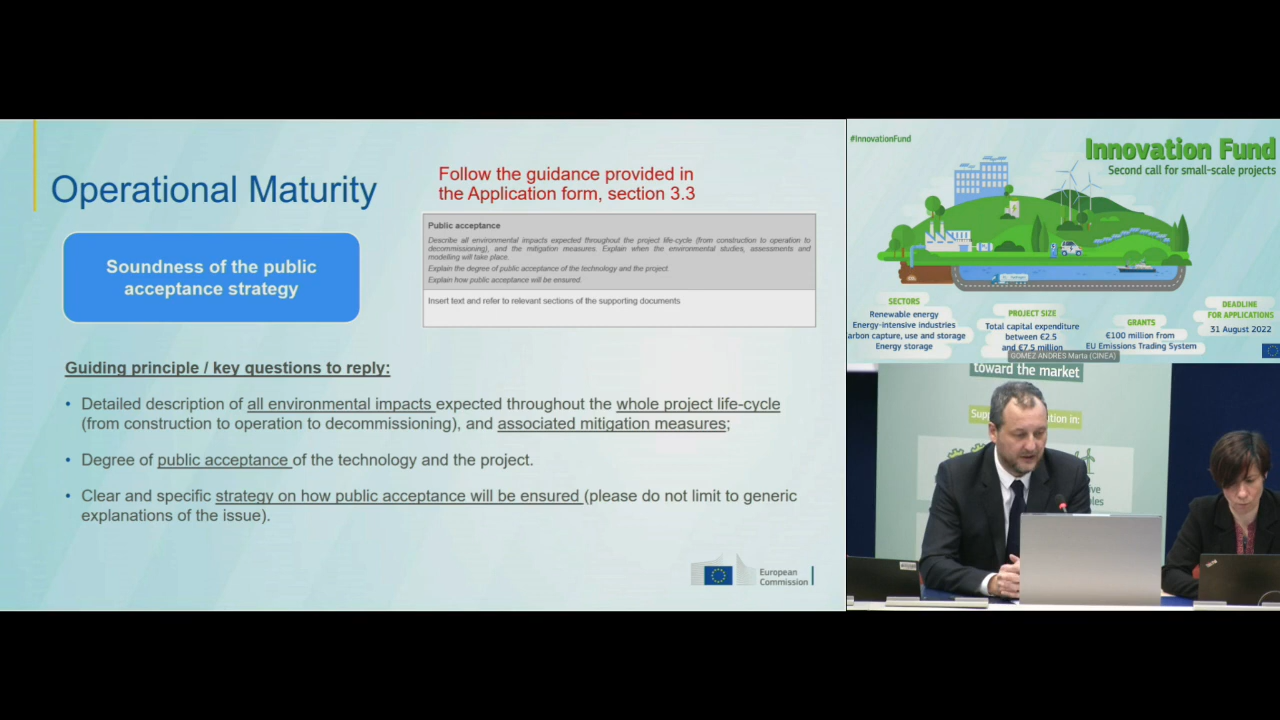 Operational Maturity
Follow the guidance provided in
the Application form, section 3.3
Soundness of the public
acceptance strategy
Public acceptance
Describe all environmental impacts expected throughout the project life-cycle (from construction to operation to
decommissioning), and the mitigation measures. Explain when the environmental studies, assessments and
modelling will take place.
Explain the degree of public acceptance of the technology and the project.
Explain how public acceptance will be ensured.
Insert text and refer to relevant sections of the supporting documents
Guiding principle / key questions to reply:
• Detailed description of all environmental impacts expected throughout the whole project life-cycle
(from construction to operation to decommissioning), and associated mitigation measures;
• Degree of public acceptance of the technology and the project.
• Clear and specific strategy on how public acceptance will be ensured (please do not limit to generic
explanations of the issue).
European
Commission
#InnovationFund
Innovation Fund
Second call for small-scale projects
SECTORS
Renewable energy
Energy-intensive industries
arbon capture, use and storage
Energy storage
PROJECT SIZE
Total capital expenditure
between €2.5
and €7.5 million
GRANTS
€100 million from
EU Emissions Trading System
DEADLINE
FOR APPLICATIONS
31 August 2022
GOMEZ ANDRES Marta (CINEA)
toward the market
in: